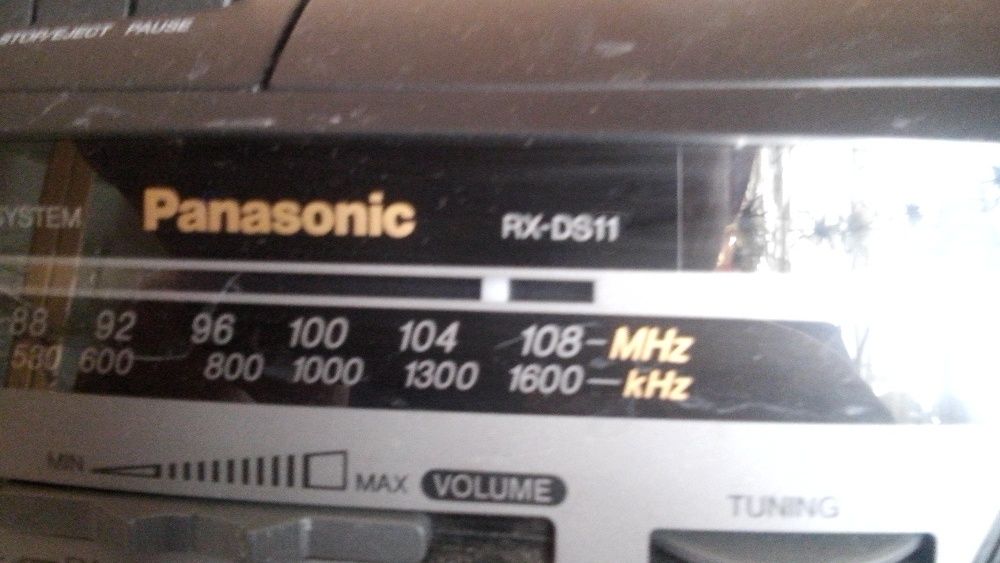 STOP/EJECT PAUSE
SYSTEM Panasonic RX-DS11
88 92 96 100 104 108-MHz
530 600 800 1000 1300 1600-kHz
MIN MAX VOLUME
TUNING